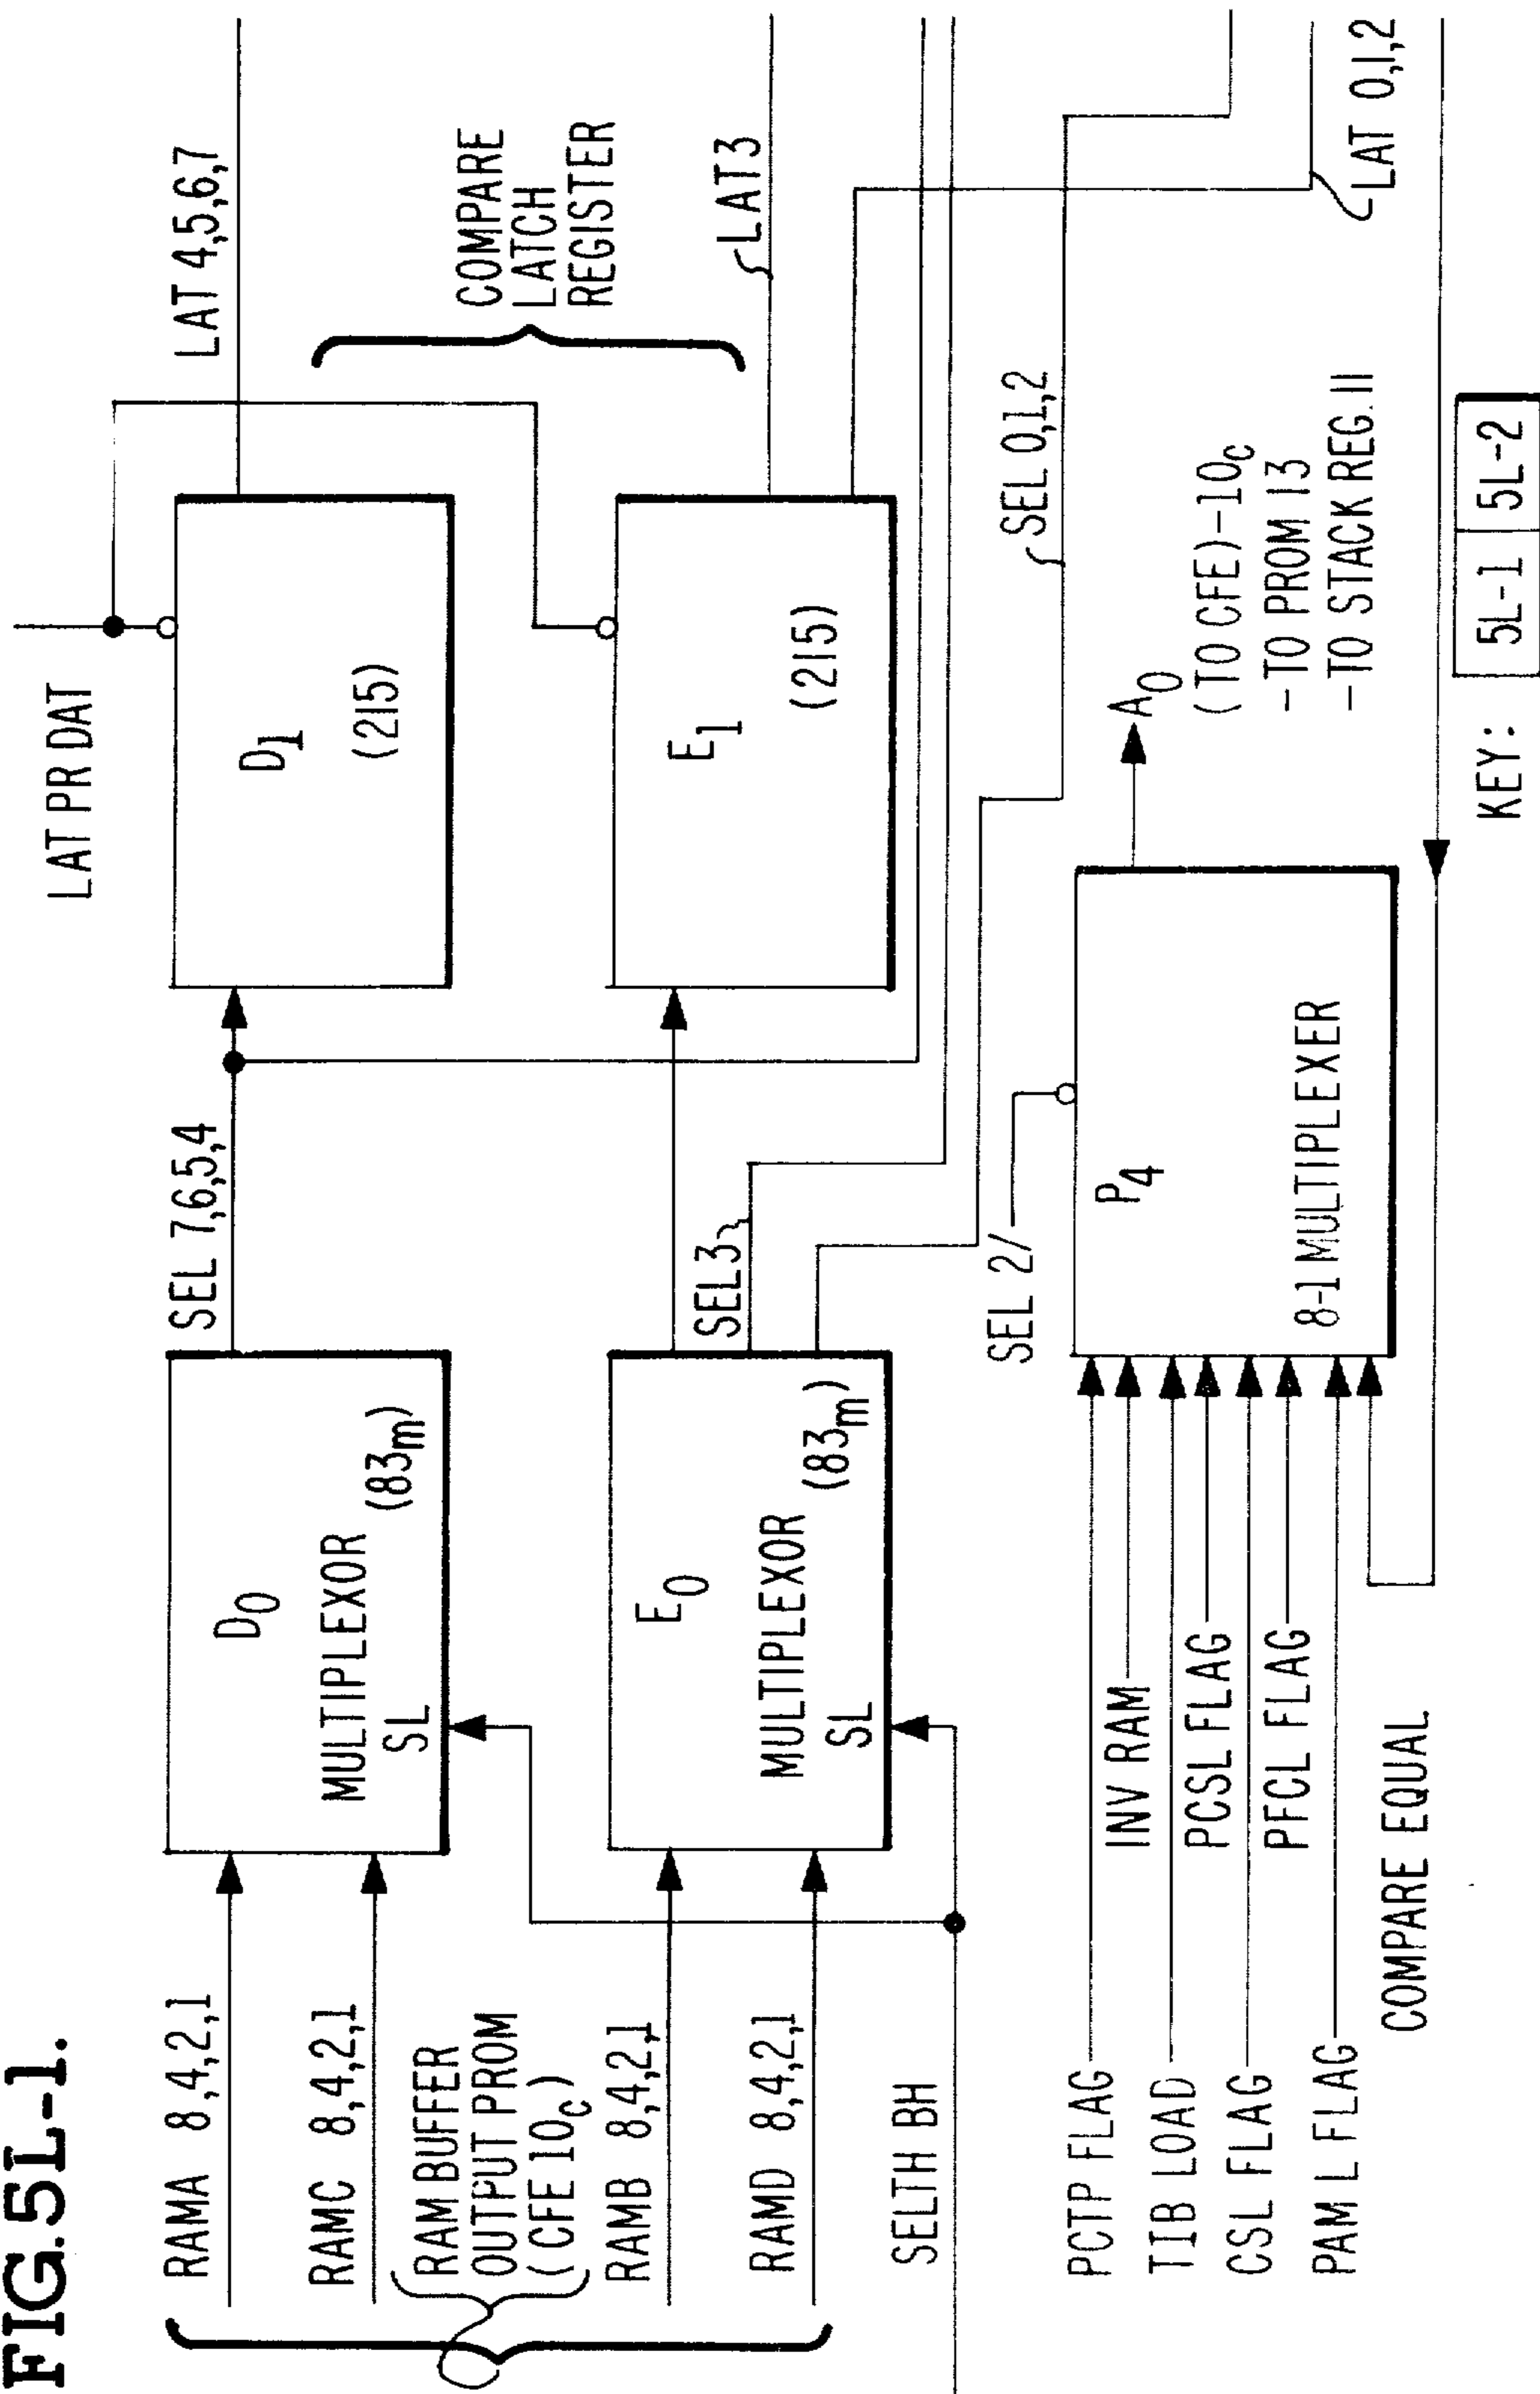 FIG.5L-1.
RAMA 8,4,2,1
RAMC 8,4,2,1
RAM BUFFER
OUTPUT PROM
(CFE 10c)
RAMB 8,4,2,1
RAMD 8,4,2,1
SELTH BH
D0
MULTIPLEXOR
SL
(83m)
E0
MULTIPLEXOR
SL
(83m)
SEL 7,6,5,4
SEL3
LAT PR DAT
D1
(215)
E1
(215)
LAT 4,5,6,7
COMPARE
LATCH
REGISTER
LAT3
SEL 0,1,2
LAT 0,1,2
PCTP FLAG
INV RAM
TIB LOAD
PCSL FLAG
CSL FLAG
PFCL FLAG
PAM L FLAG
COMPARE EQUAL
SEL 2/
P4
8-1 MULTIPLEXER
A0
(TO CFE)-10c
-TO PROM 13
-TO STACK REG. 11
KEY: 5L-1 5L-2